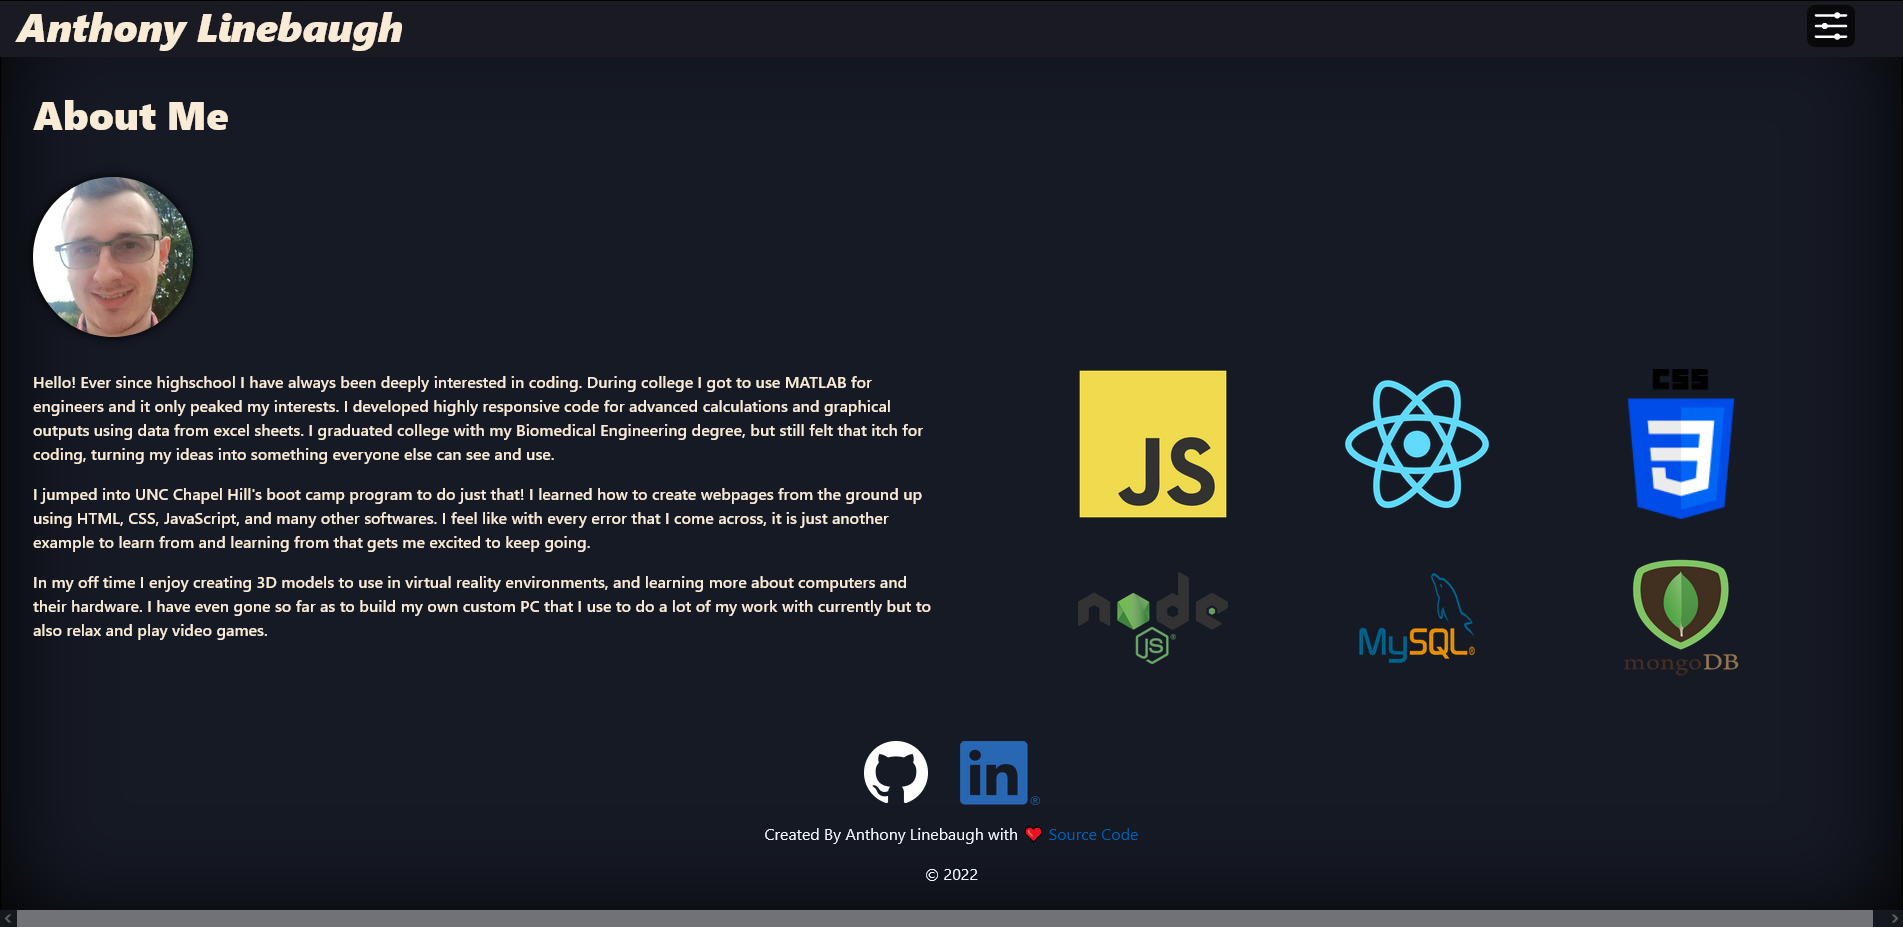 Anthony Linebaugh
About Me
Hello! Ever since highschool I have always been deeply interested in coding. During college I got to use MATLAB for
engineers and it only peaked my interests. I developed highly responsive code for advanced calculations and graphical
outputs using data from excel sheets. I graduated college with my Biomedical Engineering degree, but still felt that itch for
coding, turning my ideas into something everyone else can see and use.
I jumped into UNC Chapel Hill's boot camp program to do just that! I learned how to create webpages from the ground up
using HTML, CSS, JavaScript, and many other softwares. I feel like with every error that I come across, it is just another
example to learn from and learning from that gets me excited to keep going.
In my off time I enjoy creating 3D models to use in virtual reality environments, and learning more about computers and
their hardware. I have even gone so far as to build my own custom PC that I use to do a lot of my work with currently but to
also relax and play video games.
JS
CSS
3
node
JS®
MySQL®
mongoDB
in®
Created By Anthony Linebaugh with ❤️ Source Code
© 2022